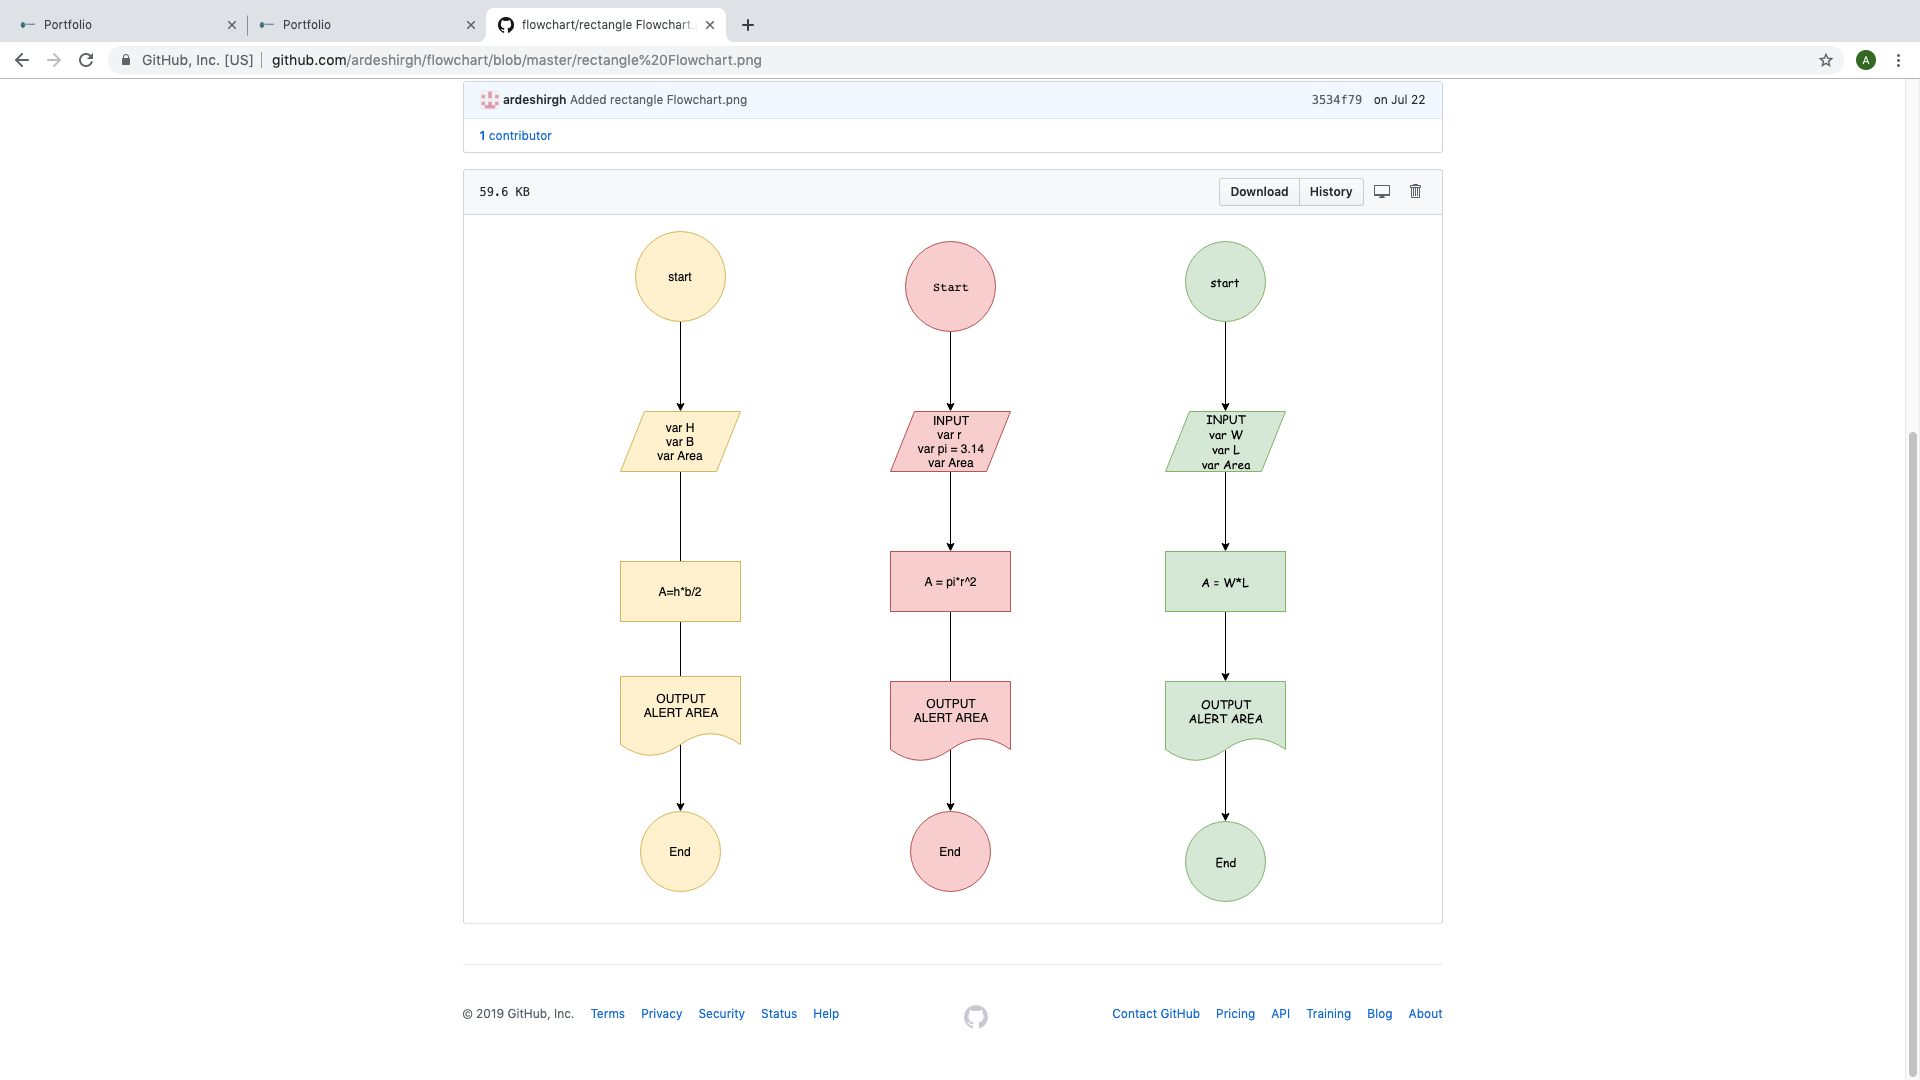 Portfolio
Portfolio
flowchart/rectangle Flowchart.
GitHub, Inc. [US]
github.com/ardeshirgh/flowchart/blob/master/rectangle%20Flowchart.png
A
ardeshirgh Added rectangle Flowchart.png
3534f79 on Jul 22
1 contributor
59.6 KB
Download
History
start
var H
var B
var Area
A=h*b/2
OUTPUT
ALERT AREA
End
Start
INPUT
var r
var pi = 3.14
var Area
A = pi*r^2
OUTPUT
ALERT AREA
End
start
INPUT
var W
var L
var Area
A = W*L
OUTPUT
ALERT AREA
End
© 2019 GitHub, Inc. Terms Privacy Security Status Help
Contact GitHub Pricing API Training Blog About